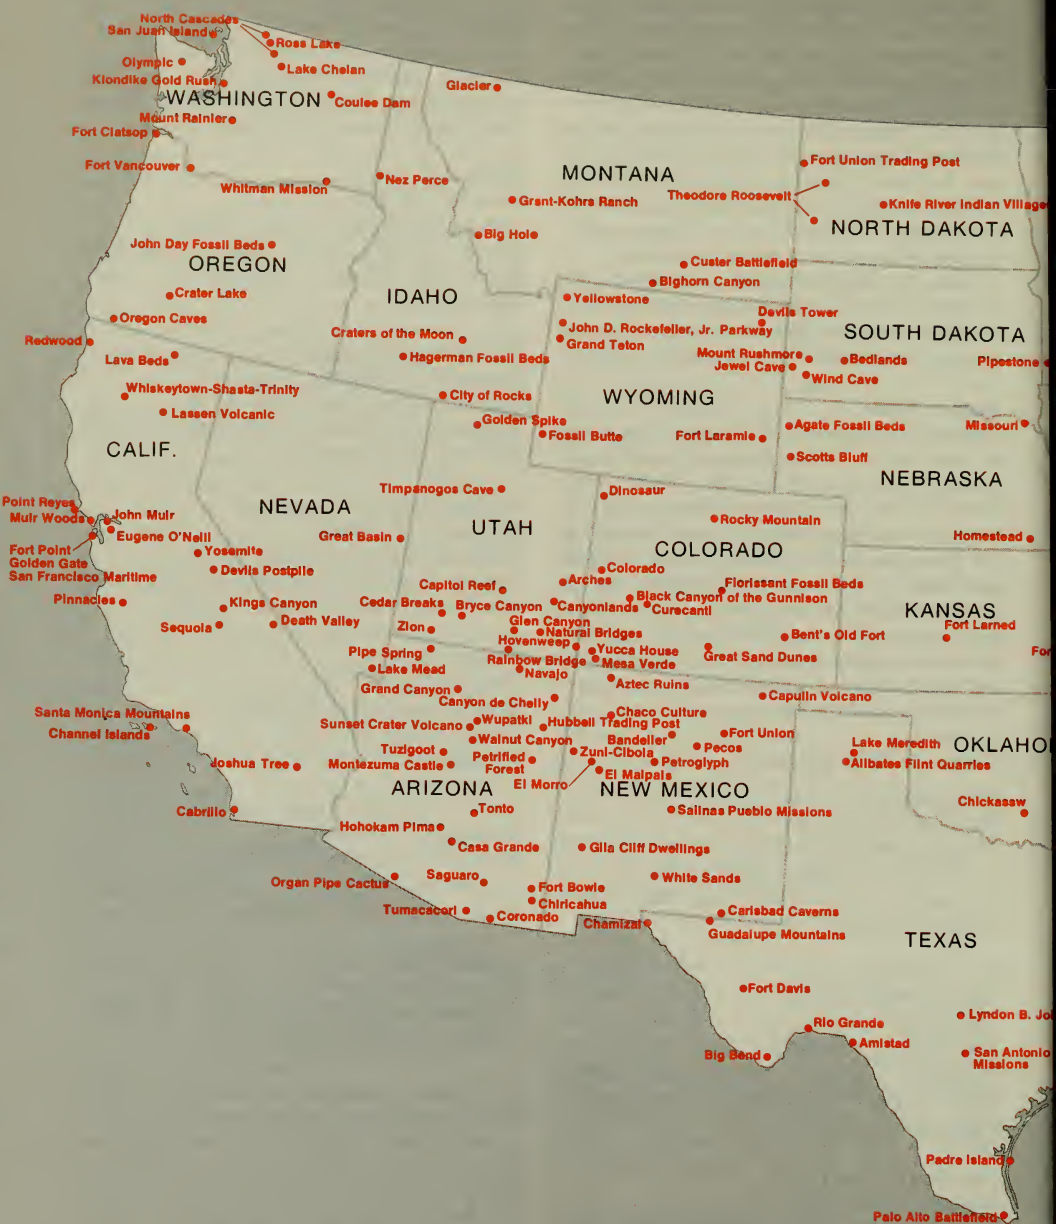 North Cascades
San Juan Island
Ross Lake
Olympic
Lake Chelan
Klondike Gold Rush
Glacier
WASHINGTON
Coulee Dam
Mount Rainier
Fort Clatsop
Fort Vancouver
Whitman Mission
Nez Perce
MONTANA
Fort Union Trading Post
Theodore Roosevelt
Grant-Kohrs Ranch
Knife River Indian Village
NORTH DAKOTA
Big Hole
John Day Fossil Beds
OREGON
Custer Battlefield
Bighorn Canyon
Crater Lake
IDAHO
Yellowstone
Oregon Caves
Devils Tower
Redwood
Craters of the Moon
John D. Rockefeller, Jr. Parkway
SOUTH DAKOTA
Grand Teton
Lava Beds
Hagerman Fossil Beds
Mount Rushmore
Jewel Cave
Badlands
Pipestone
Wind Cave
Whiskeytown-Shasta-Trinity
City of Rocks
WYOMING
Lassen Volcanic
Golden Spike
Fossil Butte
Fort Laramie
Agate Fossil Beds
Missouri
CALIF.
Scotts Bluff
NEBRASKA
Timpanogos Cave
Dinosaur
Point Reyes
Muir Woods
John Muir
NEVADA
Rocky Mountain
UTAH
Eugene O'Neill
Great Basin
Homestead
Fort Point
Golden Gate
San Francisco Maritime
Yosemite
COLORADO
Devils Postpile
Colorado
Capitol Reef
Arches
Florissant Fossil Beds
Pinnacles
Kings Canyon
Cedar Breaks
Bryce Canyon
Canyonlands
Black Canyon of the Gunnison
Curecanti
KANSAS
Sequoia
Death Valley
Zion
Glen Canyon
Natural Bridges
Fort Larned
Bent's Old Fort
Hovenweep
Pipe Spring
Rainbow Bridge
Yucca House
Mesa Verde
Great Sand Dunes
For
Lake Mead
Navajo
Aztec Ruins
Grand Canyon
Canyon de Chelly
Capulin Volcano
Santa Monica Mountains
Channel Islands
Sunset Crater Volcano
Wupatki
Hubbell Trading Post
Chaco Culture
Walnut Canyon
Bandelier
Fort Union
Tuzigoot
Petrified
Forest
Zuni-Cibola
Pecos
Lake Meredith
OKLAHO
Joshua Tree
Montezuma Castle
Petroglyph
Alibates Flint Quarries
El Malpais
El Morro
ARIZONA
NEW MEXICO
Cabrillo
Tonto
Salinas Pueblo Missions
Chickasaw
Hohokam Pima
Casa Grande
Gila Cliff Dwellings
Organ Pipe Cactus
Saguaro
White Sands
Fort Bowie
Chiricahua
Tumacacori
Coronado
Chamizal
Carlsbad Caverns
Guadalupe Mountains
TEXAS
Fort Davis
Lyndon B. Jo
Rio Grande
Amistad
Big Bend
San Antonio
Missions
Padre Island
Palo Alto Battlefield